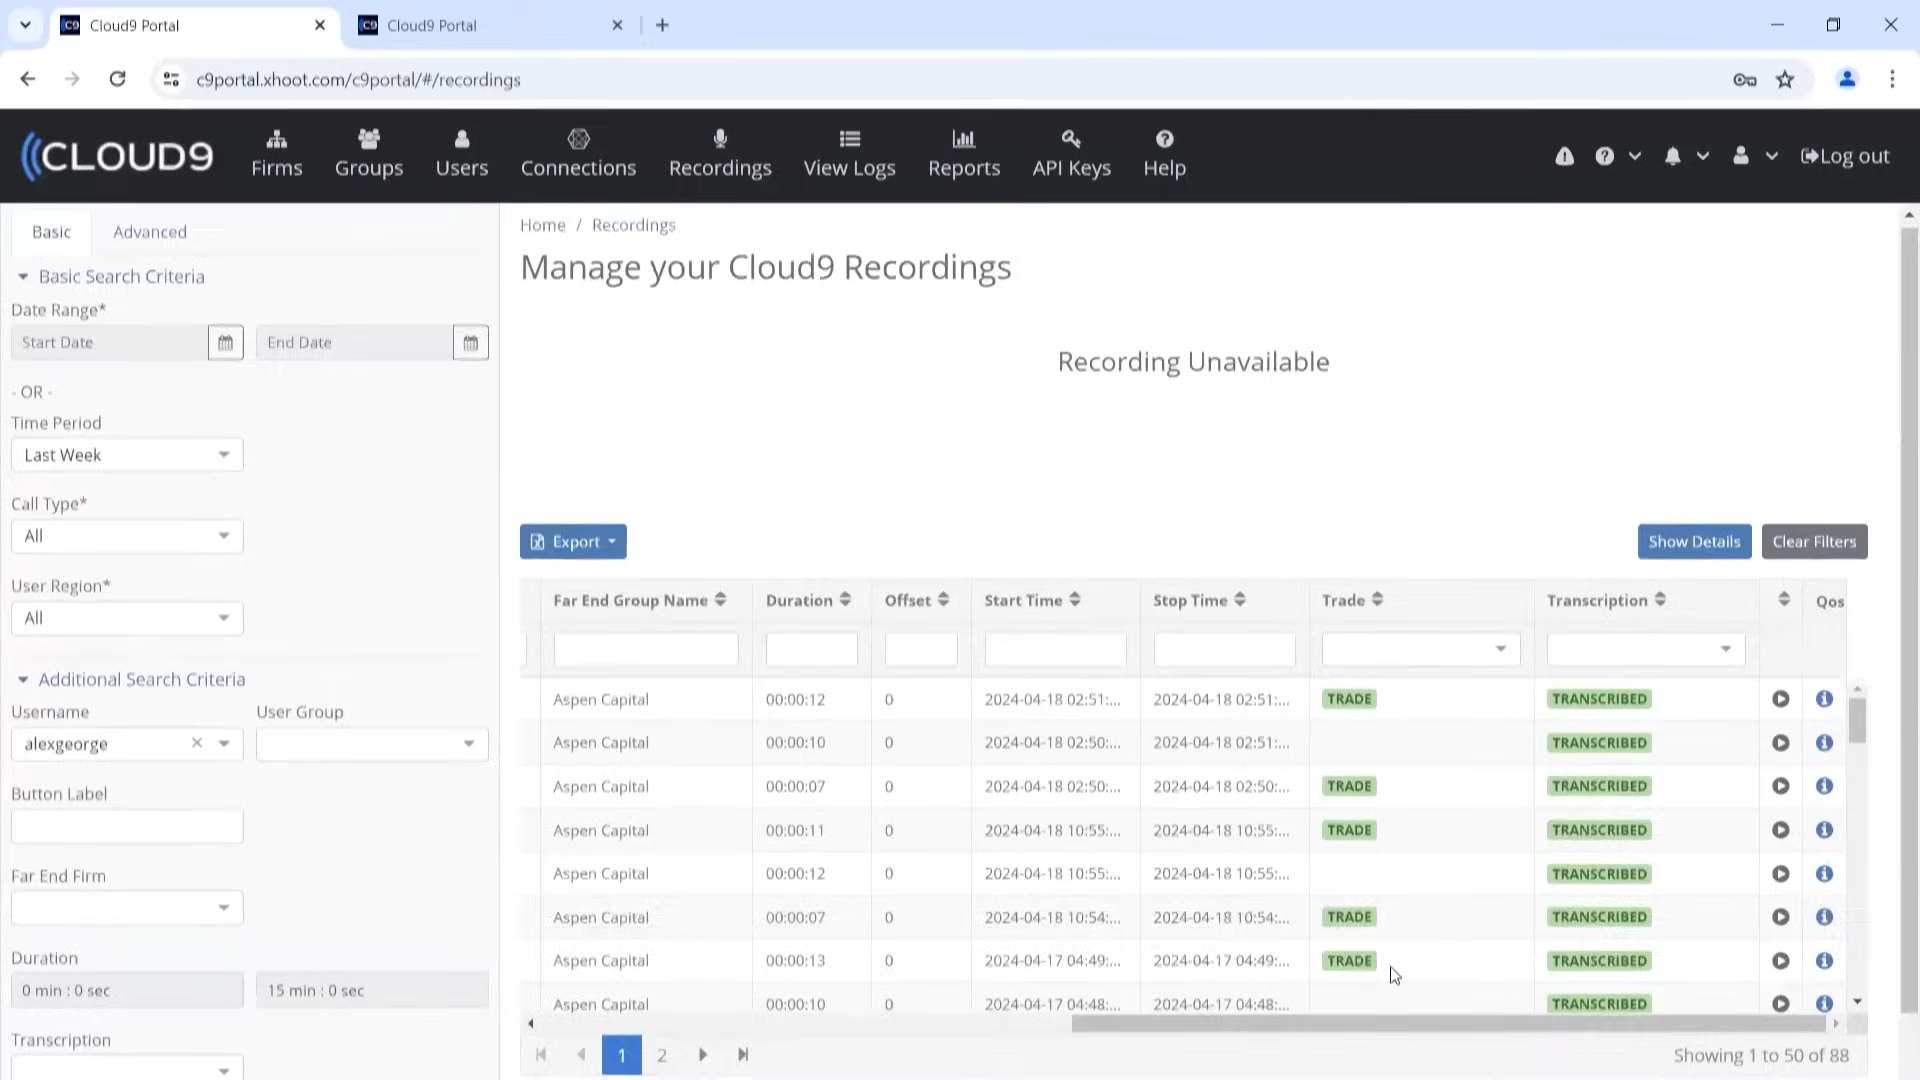 Cloud9 Portal
Cloud9 Portal
c9portal.xhoot.com/c9portal/#/recordings
CLOUD9
Firms
Groups
Users
Connections
Recordings
View Logs
Reports
API Keys
Help
Log out
Basic
Advanced
Basic Search Criteria
Date Range*
Start Date
End Date
- OR -
Time Period
Last Week
Call Type*
All
User Region*
All
Additional Search Criteria
Username
User Group
alexgeorge
Button Label
Far End Firm
Duration
0 min : 0 sec
15 min : 0 sec
Transcription
Home / Recordings
Manage your Cloud9 Recordings
Recording Unavailable
Export
Show Details
Clear Filters
Far End Group Name Duration Offset Start Time Stop Time Trade Transcription Qos
Aspen Capital 00:00:12 0 2024-04-18 02:51:... 2024-04-18 02:51:... TRADE TRANSCRIBED
Aspen Capital 00:00:10 0 2024-04-18 02:50:... 2024-04-18 02:51:... TRANSCRIBED
Aspen Capital 00:00:07 0 2024-04-18 02:50:... 2024-04-18 02:50:... TRADE TRANSCRIBED
Aspen Capital 00:00:11 0 2024-04-18 10:55:... 2024-04-18 10:55:... TRADE TRANSCRIBED
Aspen Capital 00:00:12 0 2024-04-18 10:55:... 2024-04-18 10:55:... TRANSCRIBED
Aspen Capital 00:00:07 0 2024-04-18 10:54:... 2024-04-18 10:54:... TRADE TRANSCRIBED
Aspen Capital 00:00:13 0 2024-04-17 04:49:... 2024-04-17 04:49:... TRADE TRANSCRIBED
Aspen Capital 00:00:10 0 2024-04-17 04:48:... 2024-04-17 04:48:... TRANSCRIBED
1 2
Showing 1 to 50 of 88